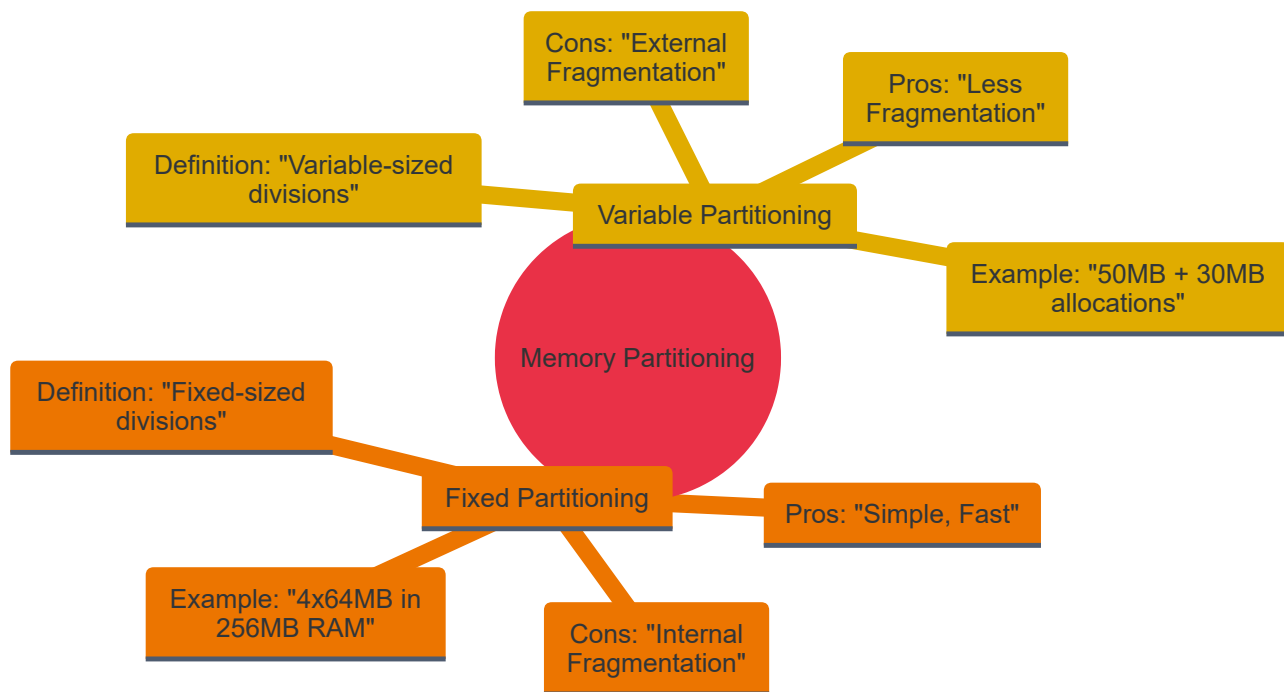 Cons: "External
Fragmentation"
Pros: "Less
Fragmentation"
Definition: "Variable-sized
divisions"
Variable Partitioning
Example: "50MB + 30MB
allocations"
Memory Partitioning
Definition: "Fixed-sized
divisions"
Fixed Partitioning
Pros: "Simple, Fast"
Example: "4x64MB in
256MB RAM"
Cons: "Internal
Fragmentation"